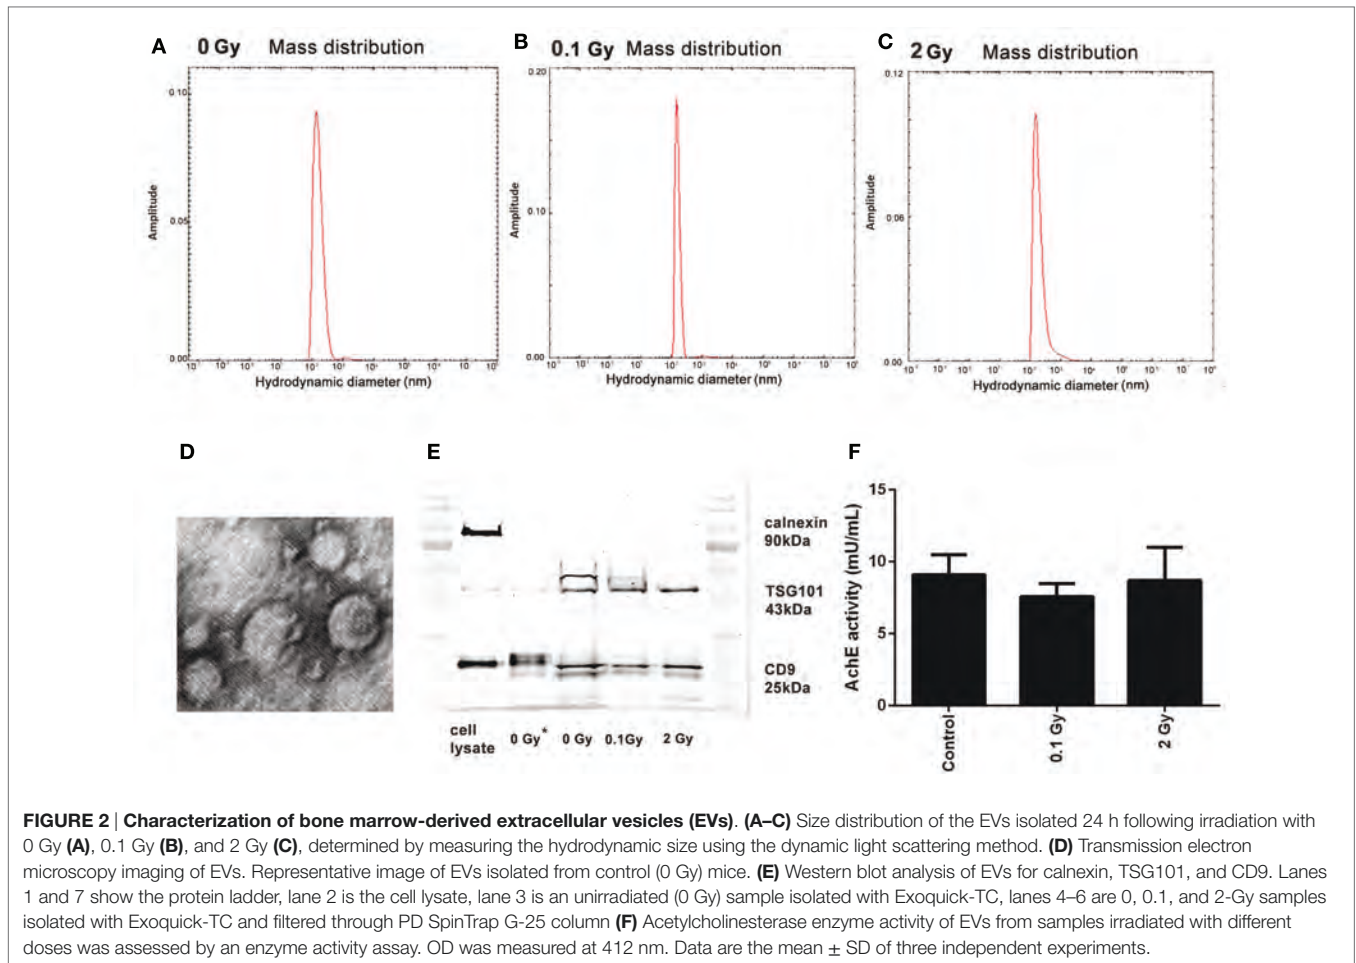 A
0 Gy Mass distribution
0.10
0.05
0.00
Amplitude
Hydrodynamic diameter (nm)
B
0.1 Gy Mass distribution
0.20
0.10
0.00
Amplitude
Hydrodynamic diameter (nm)
C
2 Gy Mass distribution
0.12
0.06
0.00
Amplitude
Hydrodynamic diameter (nm)
D
E
calnexin
90kDa
TSG101
43kDa
CD9
25kDa
cell
lysate
0 Gy*
0 Gy
0.1Gy
2 Gy
F
15
10
5
0
AchE activity (mU/mL)
Control
0.1 Gy
2 Gy
FIGURE 2 | Characterization of bone marrow-derived extracellular vesicles (EVs). (A–C) Size distribution of the EVs isolated 24 h following irradiation with
0 Gy (A), 0.1 Gy (B), and 2 Gy (C), determined by measuring the hydrodynamic size using the dynamic light scattering method. (D) Transmission electron
microscopy imaging of EVs. Representative image of EVs isolated from control (0 Gy) mice. (E) Western blot analysis of EVs for calnexin, TSG101, and CD9. Lanes
1 and 7 show the protein ladder, lane 2 is the cell lysate, lane 3 is an unirradiated (0 Gy) sample isolated with Exoquick-TC, lanes 4–6 are 0, 0.1, and 2-Gy samples
isolated with Exoquick-TC and filtered through PD SpinTrap G-25 column (F) Acetylcholinesterase enzyme activity of EVs from samples irradiated with different
doses was assessed by an enzyme activity assay. OD was measured at 412 nm. Data are the mean ± SD of three independent experiments.